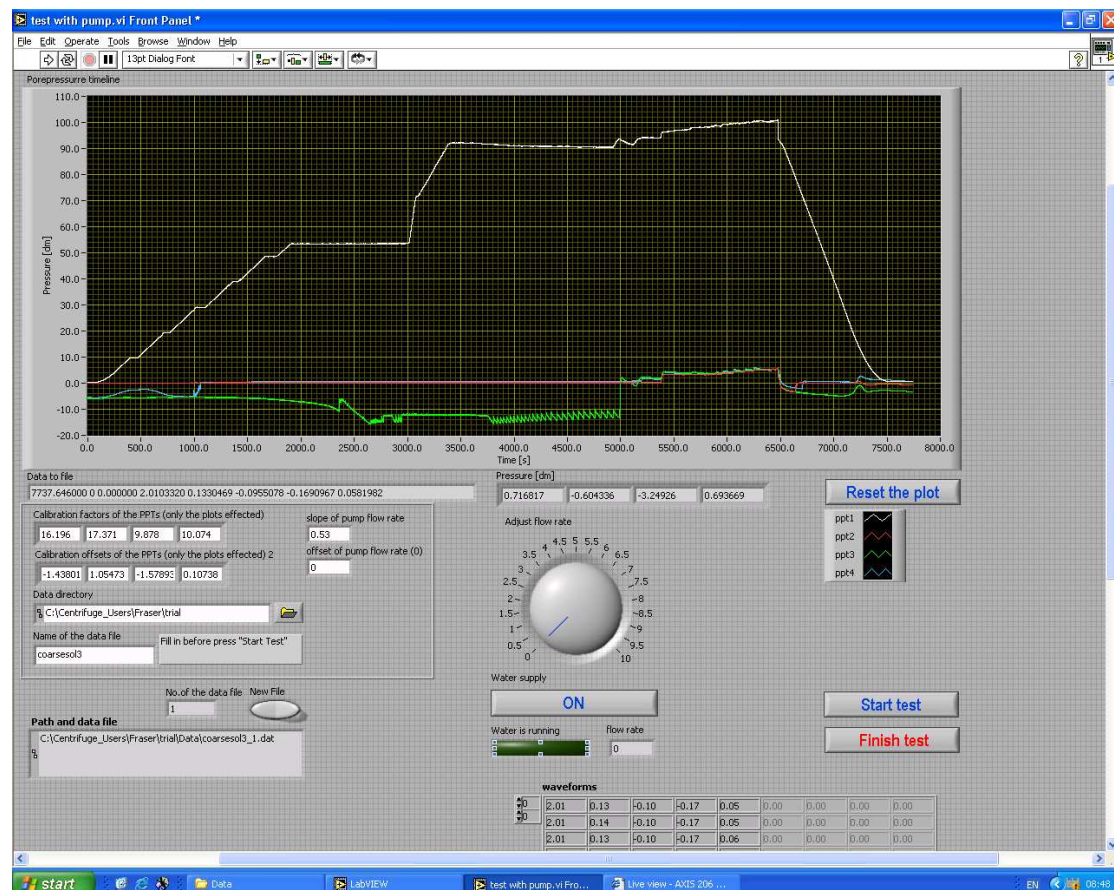 test with pump.vi Front Panel *
File Edit Operate Tools Browse Window Help
13pt Dialog Font
1
Porepressurre timeline
110.0
100.0
90.0
80.0
70.0
60.0
50.0
40.0
30.0
20.0
10.0
0.0
-10.0
-20.0
Pressure [dm]
0.0 500.0 1000.0 1500.0 2000.0 2500.0 3000.0 3500.0 4000.0 4500.0 5000.0 5500.0 6000.0 6500.0 7000.0 7500.0 8000.0
Time [s]
Data to file
7737.646000 0 0.000000 2.0103320 0.1330469 -0.0955078 -0.1690967 0.0581982
Pressure [dm]
0.716817 -0.604336 -3.24926 0.693669
Reset the plot
ppt1
ppt2
ppt3
ppt4
Calibration factors of the PPTs (only the plots effected)
16.196 17.371 9.878 10.074
slope of pump flow rate
0.53
Calibration offsets of the PPTs (only the plots effected) 2
-1.43801 1.05473 -1.57893 0.10738
offset of pump flow rate (0)
0
Data directory
C:\Centrifuge_Users\Fraser\trial
Name of the data file
coarsesol3
Fill in before press "Start Test"
Adjust flow rate
0 0.5 1 1.5 2 2.5 3 3.5 4 4.5 5 5.5 6 6.5 7 7.5 8 8.5 9 9.5 10
Water supply
ON
Water is running
flow rate
0
No.of the data file
1
New File
Path and data file
C:\Centrifuge_Users\Fraser\trial\Data\coarsesol3_1.dat
Start test
Finish test
waveforms
0 2.01 0.13 -0.10 -0.17 0.05 0.00 0.00 0.00 0.00
0 2.01 0.14 -0.10 -0.17 0.05 0.00 0.00 0.00 0.00
2.01 0.13 -0.10 -0.17 0.06 0.00 0.00 0.00 0.00
start Data LabVIEW test with pump.vi Fro... Live view - AXIS 206 ... EN 08:48